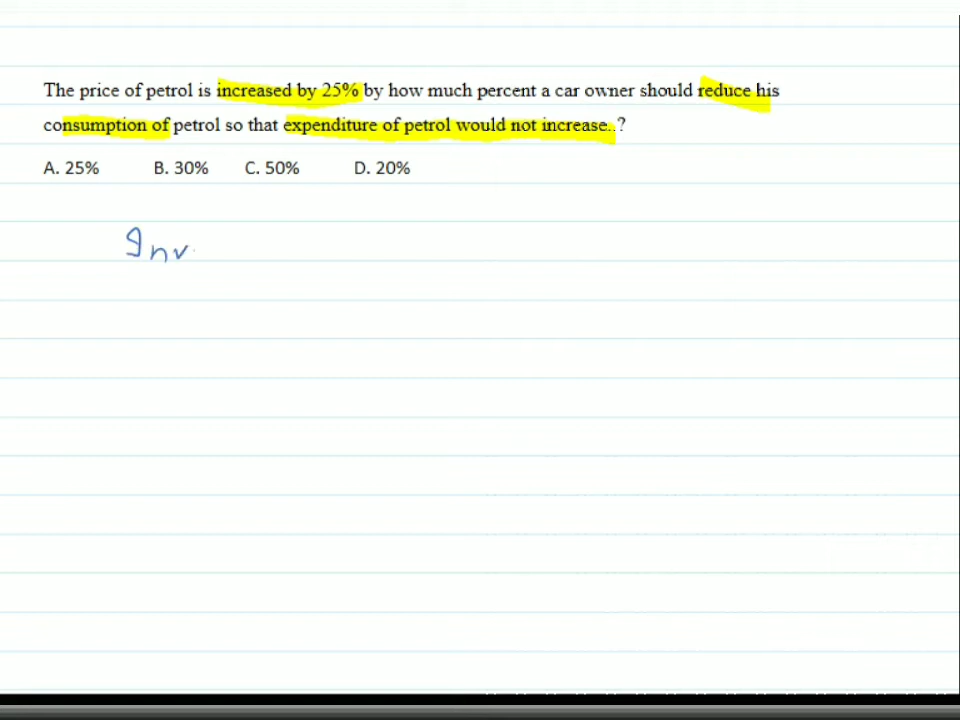 The price of petrol is increased by 25% by how much percent a car owner should reduce his
consumption of petrol so that expenditure of petrol would not increase..?
A. 25% B. 30% C. 50% D. 20%
Inv